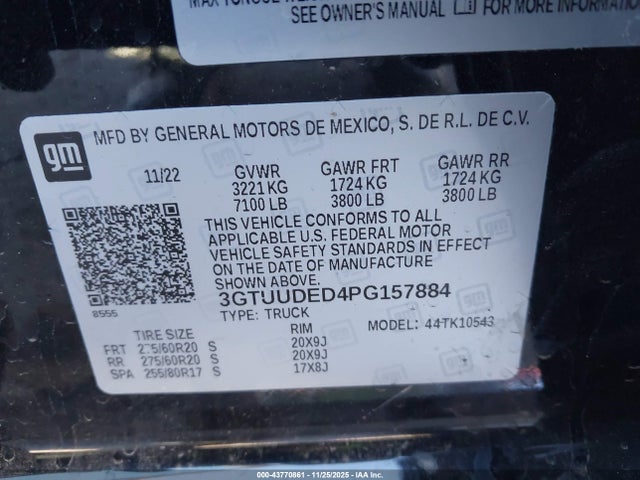 SEE OWNER'S MANUAL FOR MORE INFORMATION
gm
MFD BY GENERAL MOTORS DE MEXICO, S. DE R.L. DE C.V.
11/22 GVWR GAWR FRT GAWR RR
3221 KG 1724 KG 1724 KG
7100 LB 3800 LB 3800 LB
THIS VEHICLE CONFORMS TO ALL
APPLICABLE U.S. FEDERAL MOTOR
VEHICLE SAFETY STANDARDS IN EFFECT
ON THE DATE OF MANUFACTURE
SHOWN ABOVE.
8555
3GTUUDED4PG157884
TYPE: TRUCK
TIRE SIZE RIM MODEL: 44TK10543
FRT 275/60R20 S 20X9J
RR 275/60R20 S 20X9J
SPA 255/80R17 S 17X8J
000-43770861 - 11/25/2025 - IAA Inc.